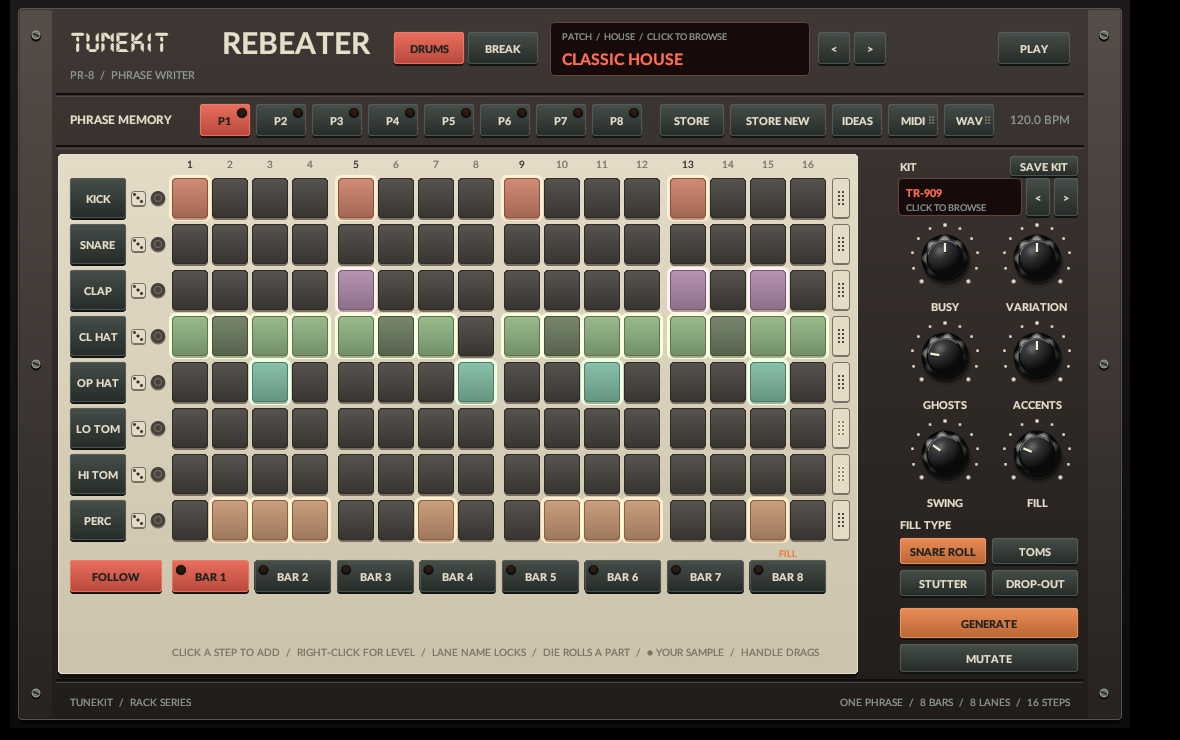 TUNEKIT
REBEATER
DRUMS
BREAK
PATCH / HOUSE / CLICK TO BROWSE
CLASSIC HOUSE
<
>
PLAY
PR-8 / PHRASE WRITER
PHRASE MEMORY
P1
P2
P3
P4
P5
P6
P7
P8
STORE
STORE NEW
IDEAS
MIDI
WAV
120.0 BPM
1 2 3 4 5 6 7 8 9 10 11 12 13 14 15 16
KICK
SNARE
CLAP
CL HAT
OP HAT
LO TOM
HI TOM
PERC
FILL
FOLLOW
BAR 1
BAR 2
BAR 3
BAR 4
BAR 5
BAR 6
BAR 7
BAR 8
CLICK A STEP TO ADD / RIGHT-CLICK FOR LEVEL / LANE NAME LOCKS / DIE ROLLS A PART / ● YOUR SAMPLE / HANDLE DRAGS
KIT
SAVE KIT
TR-909
CLICK TO BROWSE
<
>
BUSY
VARIATION
GHOSTS
ACCENTS
SWING
FILL
FILL TYPE
SNARE ROLL
TOMS
STUTTER
DROP-OUT
GENERATE
MUTATE
TUNEKIT / RACK SERIES
ONE PHRASE / 8 BARS / 8 LANES / 16 STEPS